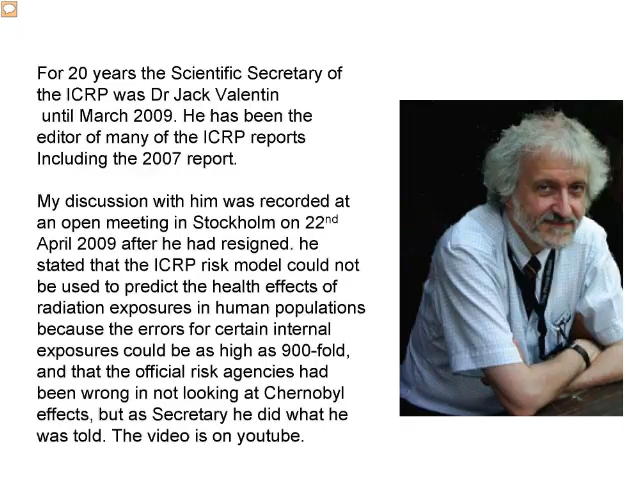 For 20 years the Scientific Secretary of
the ICRP was Dr Jack Valentin
until March 2009. He has been the
editor of many of the ICRP reports
Including the 2007 report.
My discussion with him was recorded at
an open meeting in Stockholm on 22nd
April 2009 after he had resigned. he
stated that the ICRP risk model could not
be used to predict the health effects of
radiation exposures in human populations
because the errors for certain internal
exposures could be as high as 900-fold,
and that the official risk agencies had
been wrong in not looking at Chernobyl
effects, but as Secretary he did what he
was told. The video is on youtube.